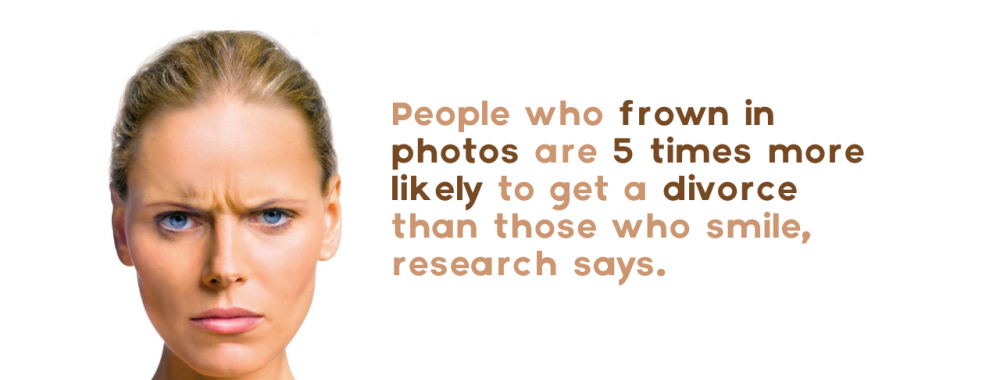 People who frown in
photos are 5 times more
likely to get a divorce
than those who smile,
research says.